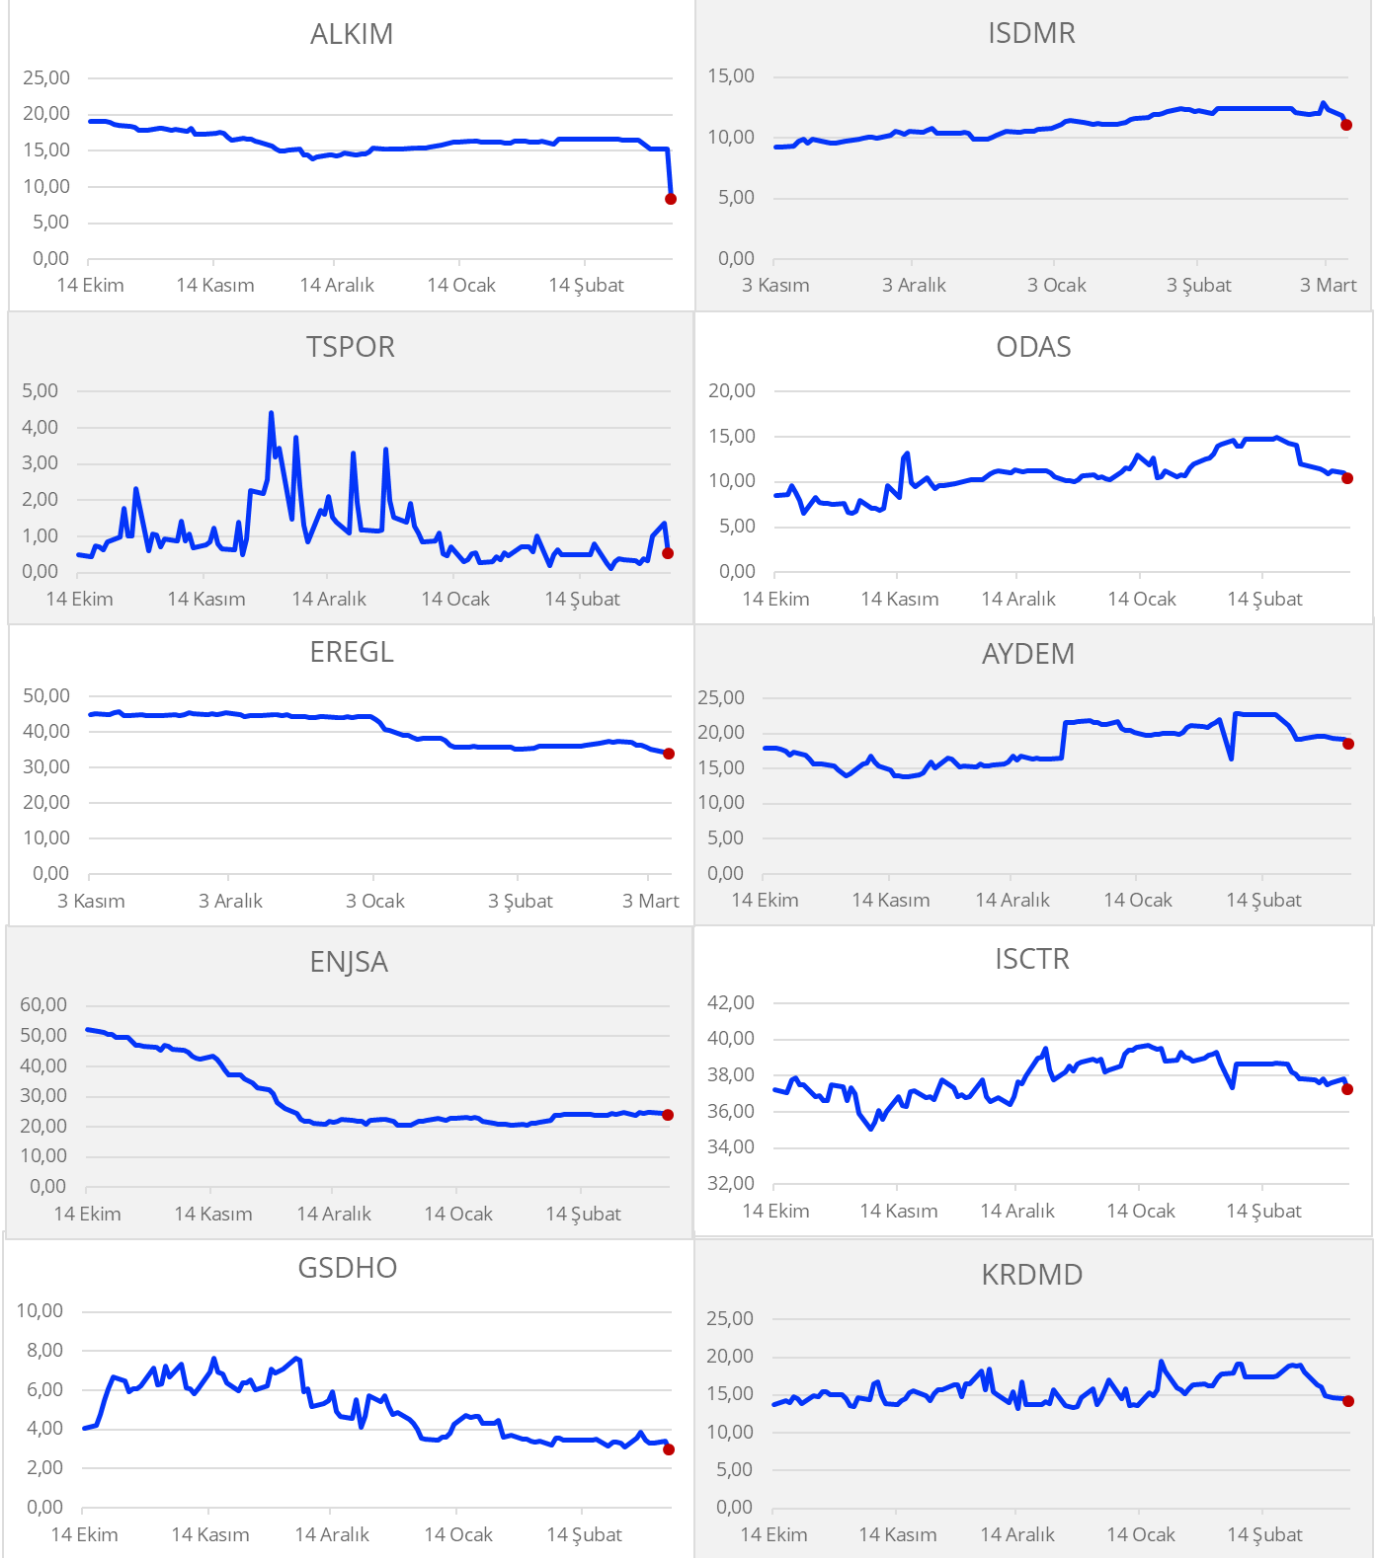 ALKIM
25,00
20,00
15,00
10,00
5,00
0,00
14 Ekim 14 Kasım 14 Aralık 14 Ocak 14 Şubat
ISDMR
15,00
10,00
5,00
0,00
3 Kasım 3 Aralık 3 Ocak 3 Şubat 3 Mart
TSPOR
5,00
4,00
3,00
2,00
1,00
0,00
14 Ekim 14 Kasım 14 Aralık 14 Ocak 14 Şubat
ODAS
20,00
15,00
10,00
5,00
0,00
14 Ekim 14 Kasım 14 Aralık 14 Ocak 14 Şubat
EREGL
50,00
40,00
30,00
20,00
10,00
0,00
3 Kasım 3 Aralık 3 Ocak 3 Şubat 3 Mart
AYDEM
25,00
20,00
15,00
10,00
5,00
0,00
14 Ekim 14 Kasım 14 Aralık 14 Ocak 14 Şubat
ENJSA
60,00
50,00
40,00
30,00
20,00
10,00
0,00
14 Ekim 14 Kasım 14 Aralık 14 Ocak 14 Şubat
ISCTR
42,00
40,00
38,00
36,00
34,00
32,00
14 Ekim 14 Kasım 14 Aralık 14 Ocak 14 Şubat
GSDHO
10,00
8,00
6,00
4,00
2,00
0,00
14 Ekim 14 Kasım 14 Aralık 14 Ocak 14 Şubat
KRDMD
25,00
20,00
15,00
10,00
5,00
0,00
14 Ekim 14 Kasım 14 Aralık 14 Ocak 14 Şubat